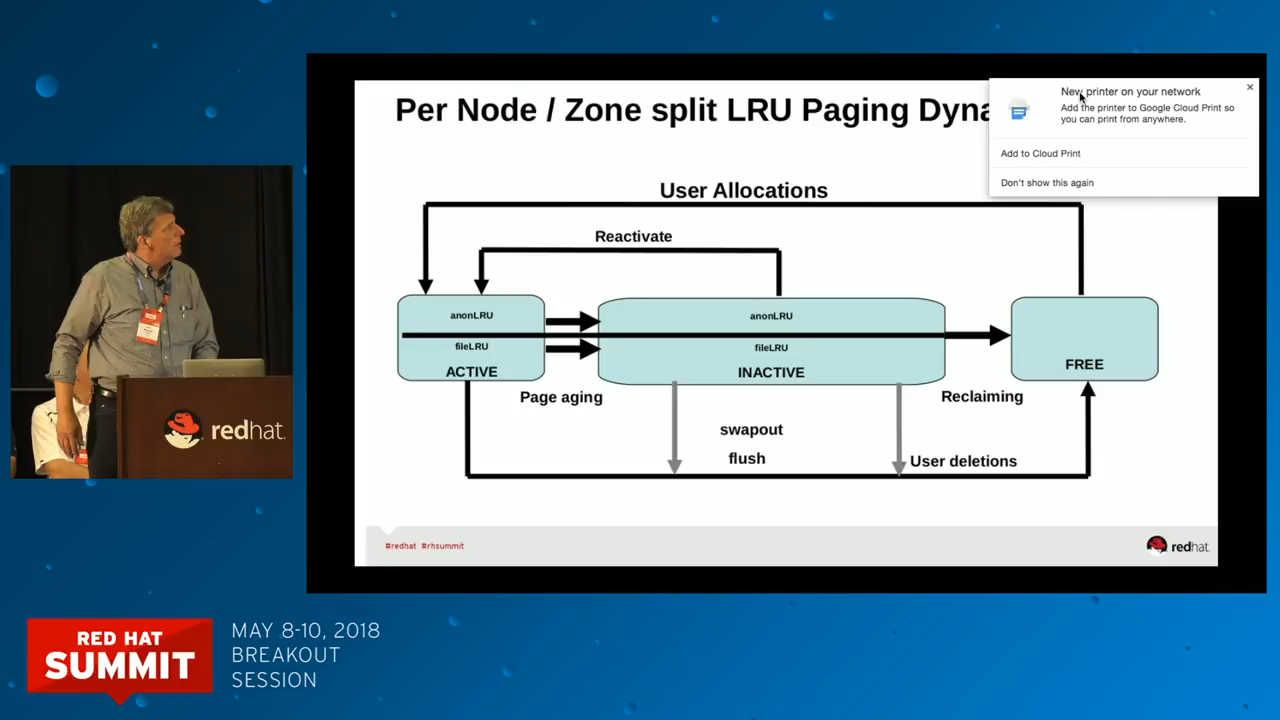 Per Node / Zone split LRU Paging Dyna
New printer on your network
Add the printer to Google Cloud Print so
you can print from anywhere.
Add to Cloud Print
Don't show this again
User Allocations
Reactivate
anonLRU
fileLRU
ACTIVE
anonLRU
fileLRU
INACTIVE
FREE
Page aging
Reclaiming
swapout
flush
User deletions
#redhat #rhsummit
redhat.
redhat.
RED HAT
SUMMIT
MAY 8-10, 2018
BREAKOUT
SESSION